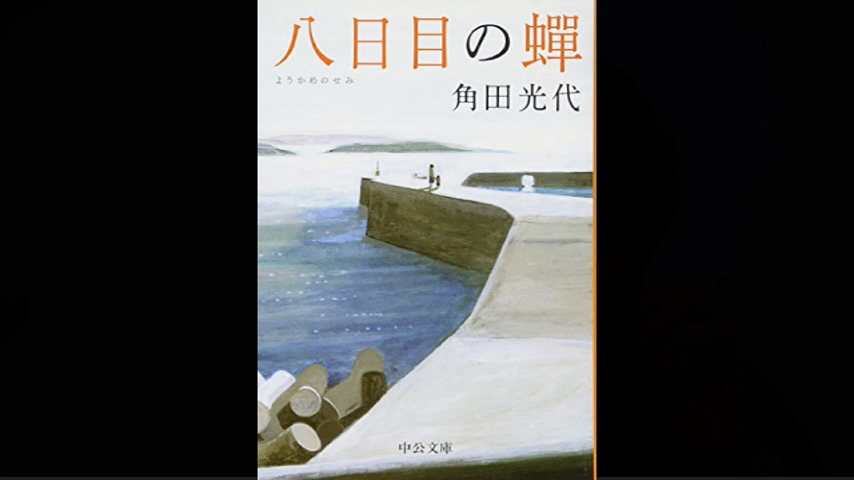 八日目の蟬
ようかめのせみ
角田光代
中公文庫